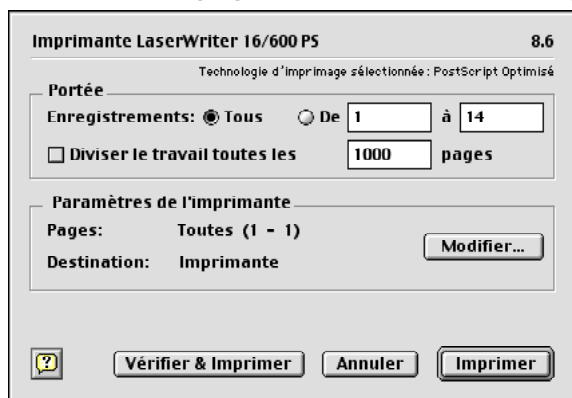 Imprimante LaserWriter 16/600 PS 8.6
Technologie d'imprimage sélectionnée : PostScript Optimisé
Portée
Enregistrements: Tous De 1 à 14
Diviser le travail toutes les 1000 pages
Paramètres de l'imprimante
Pages: Toutes (1 - 1)
Modifier...
Destination: Imprimante
? Vérifier & Imprimer Annuler Imprimer